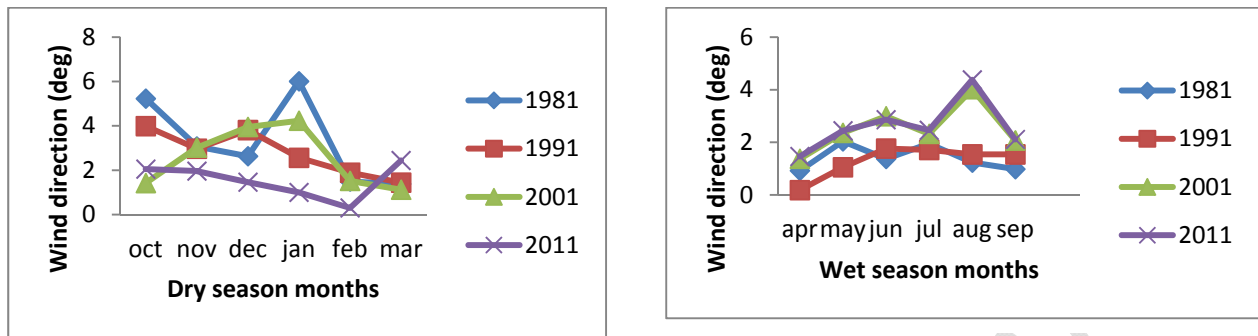 Wind direction (deg)
8
6
4
2
0
oct nov dec jan feb mar
Dry season months
1981
1991
2001
2011
Wind direction (deg)
6
4
2
0
apr may jun jul aug sep
Wet season months
1981
1991
2001
2011